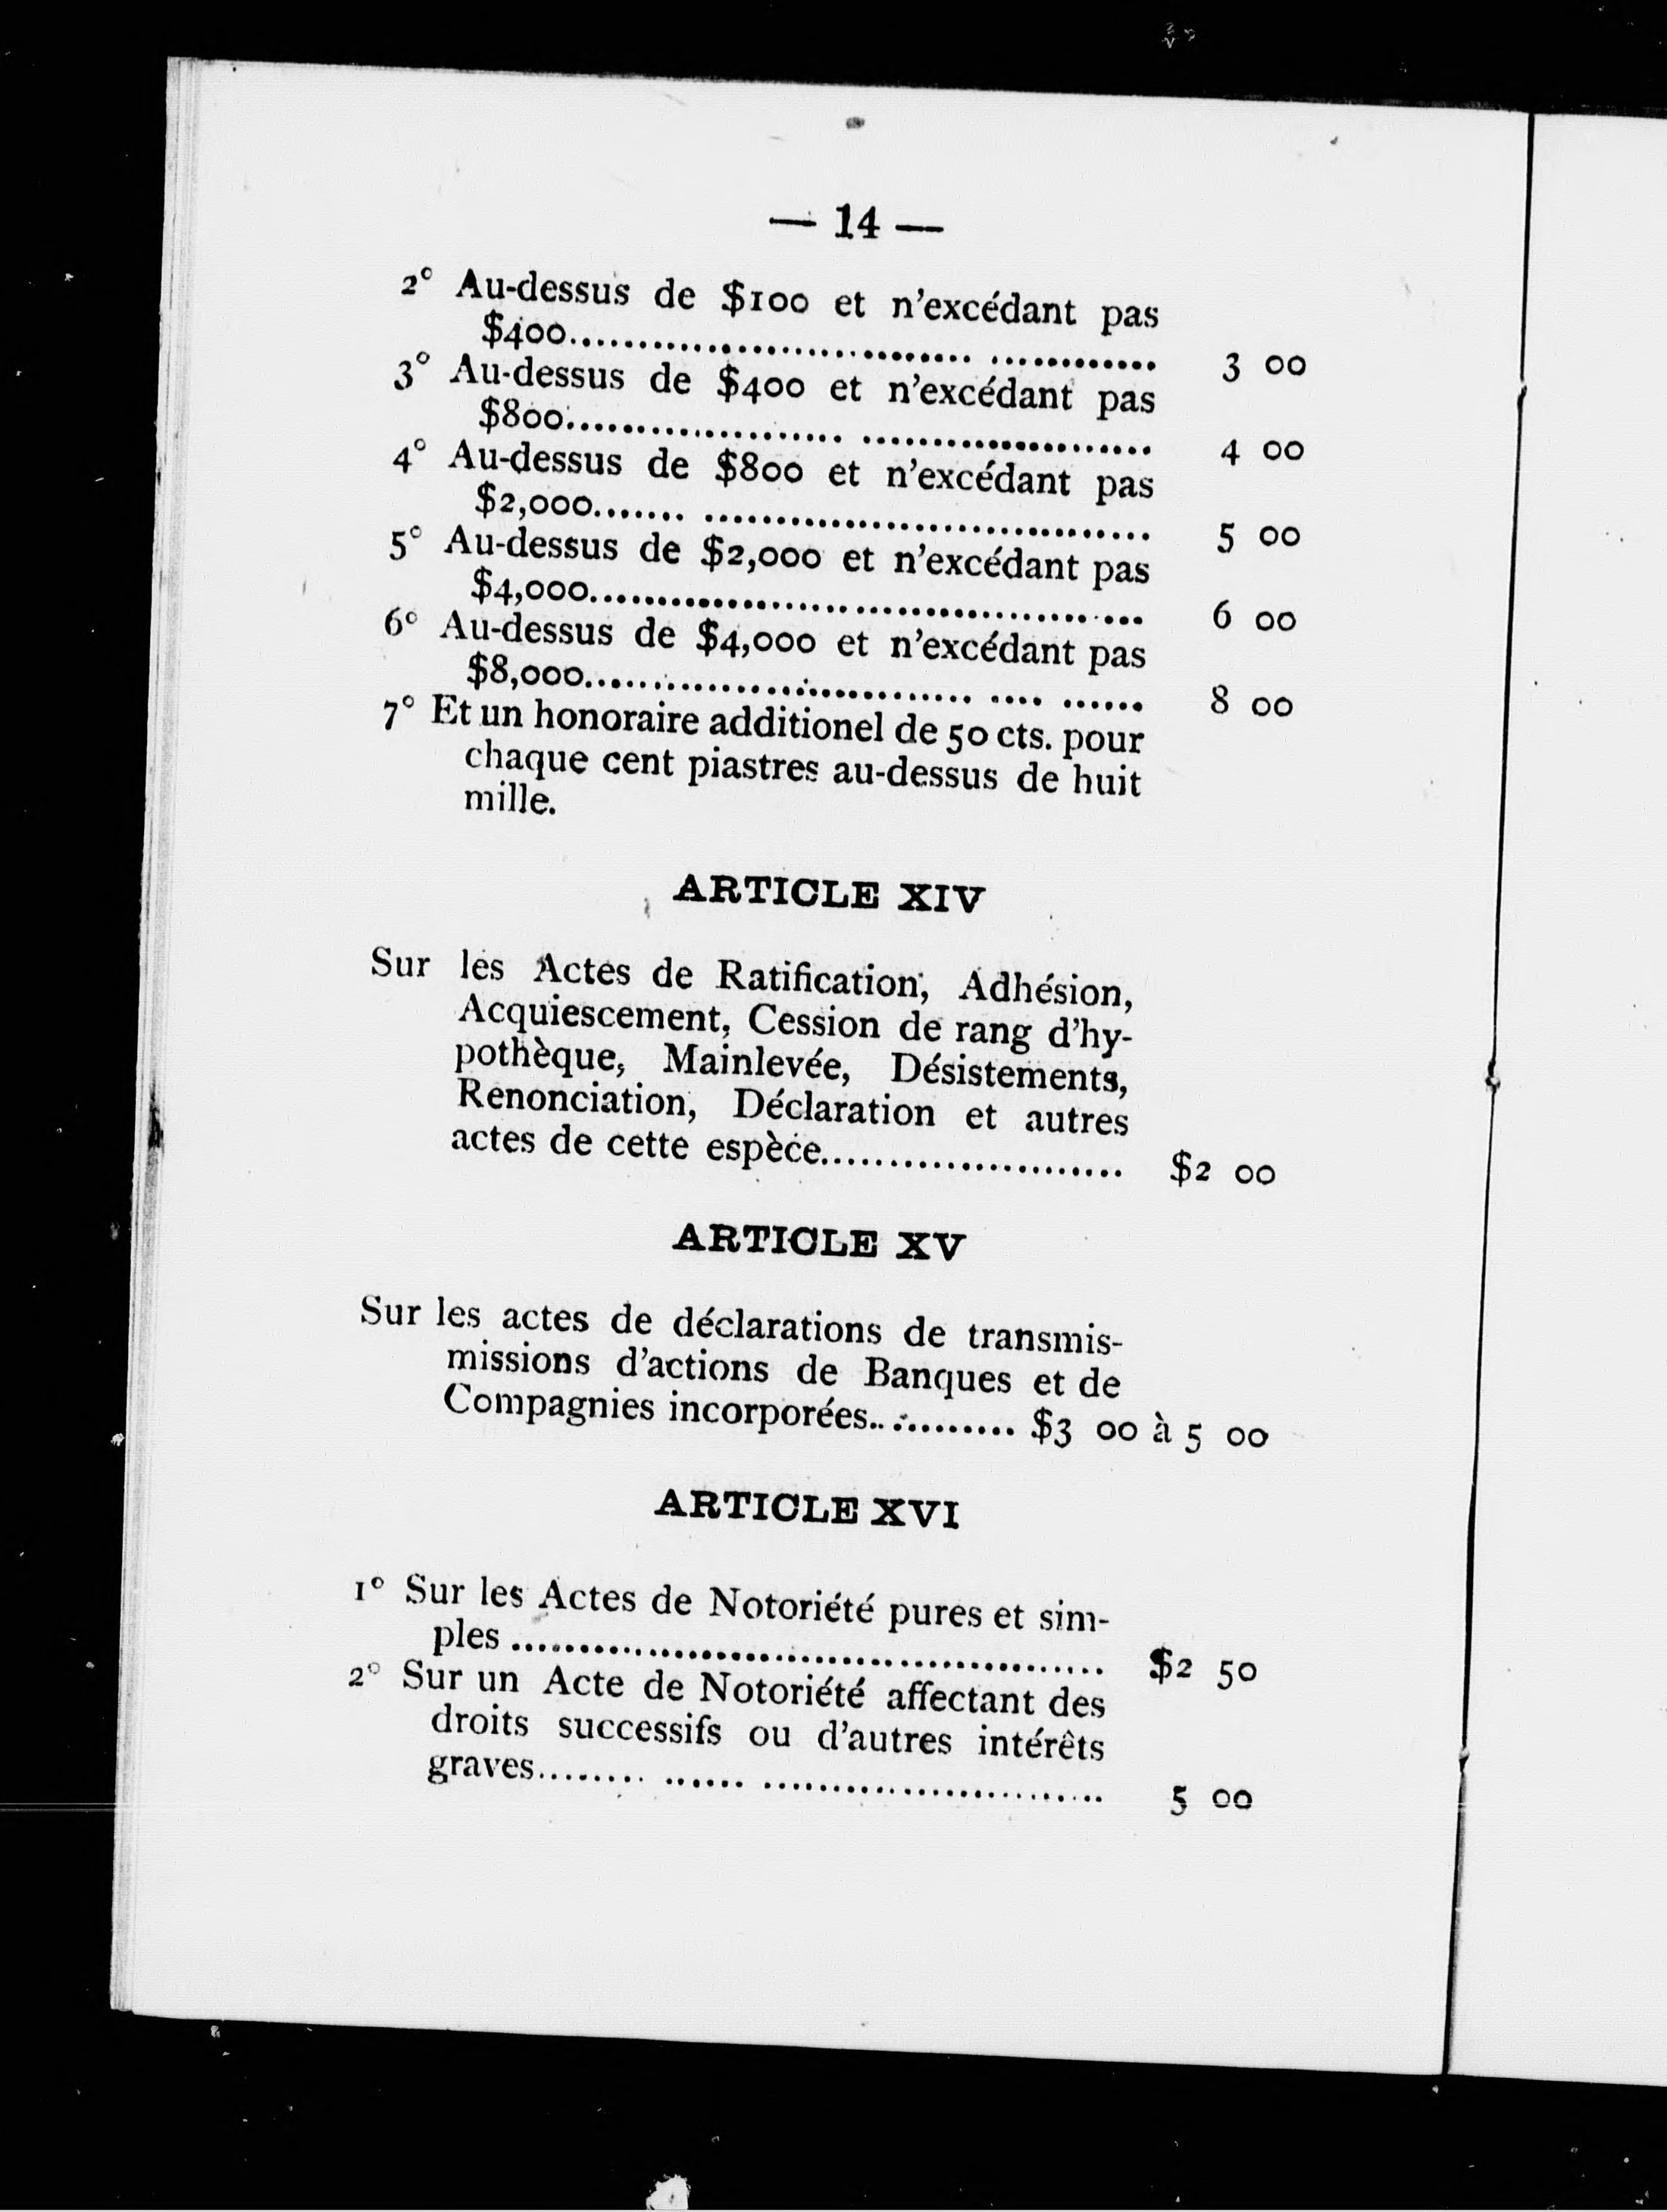 — 14 —
2° Au-dessus de $100 et n'excédant pas
$400........................................ 3 00
3° Au-dessus de $400 et n'excédant pas
$800........................................ 4 00
4° Au-dessus de $800 et n'excédant pas
$2,000....... ................................ 5 00
5° Au-dessus de $2,000 et n'excédant pas
$4,000........................................ 6 00
6° Au-dessus de $4,000 et n'excédant pas
$8,000............................ .... ...... 8 00
7° Et un honoraire additionel de 50 cts. pour
chaque cent piastres au-dessus de huit
mille.
ARTICLE XIV
Sur les Actes de Ratification, Adhésion,
Acquiescement, Cession de rang d'hy-
pothèque, Mainlevée, Désistements,
Renonciation, Déclaration et autres
actes de cette espèce........................ $2 00
ARTICLE XV
Sur les actes de déclarations de transmis-
missions d'actions de Banques et de
Compagnies incorporées............ $3 00 à 5 00
ARTICLE XVI
1° Sur les Actes de Notoriété pures et sim-
ples ........................................ $2 50
2° Sur un Acte de Notoriété affectant des
droits successifs ou d'autres intérêts
graves........ ...... ........................ 5 00